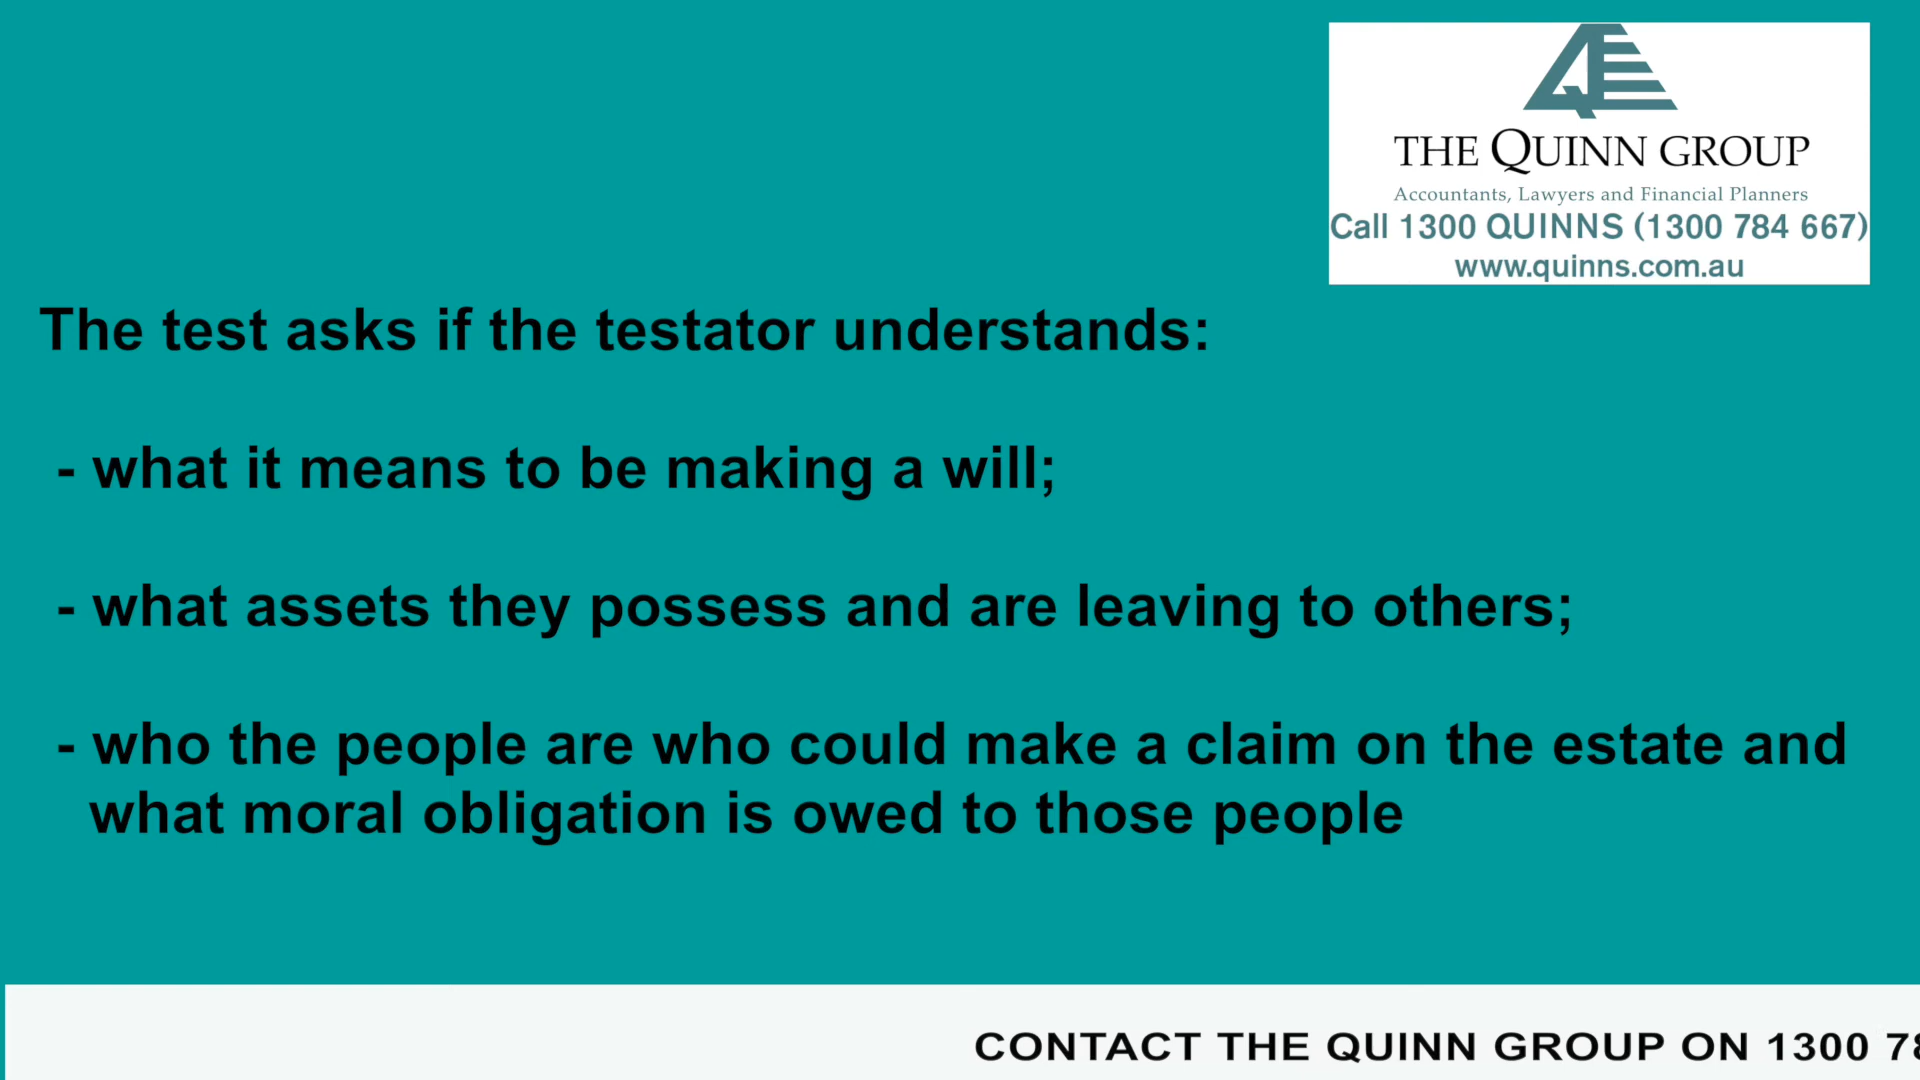 THE QUINN GROUP
Accountants, Lawyers and Financial Planners
Call 1300 QUINNS (1300 784 667)
www.quinns.com.au
The test asks if the testator understands:
- what it means to be making a will;
- what assets they possess and are leaving to others;
- who the people are who could make a claim on the estate and
what moral obligation is owed to those people
CONTACT THE QUINN GROUP ON 1300 78